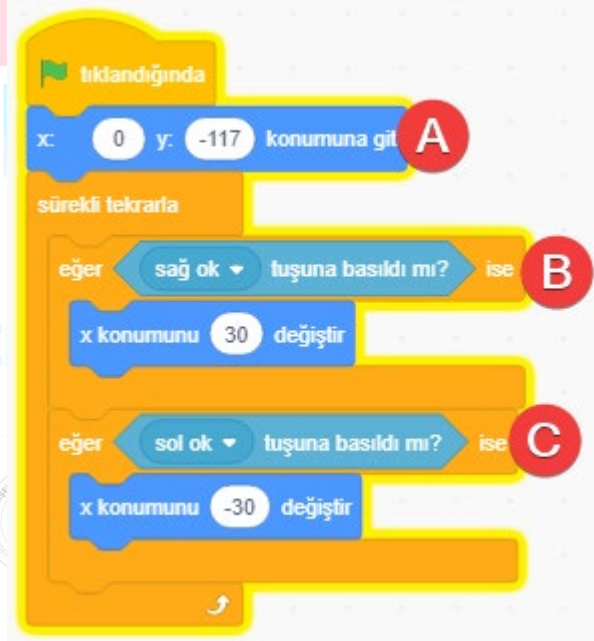 tıklandığında
x: 0 y: -117 konumuna git A
sürekli tekrarla
eğer sağ ok tuşuna basıldı mı? ise B
x konumunu 30 değiştir
eğer sol ok tuşuna basıldı mı? ise C
x konumunu -30 değiştir